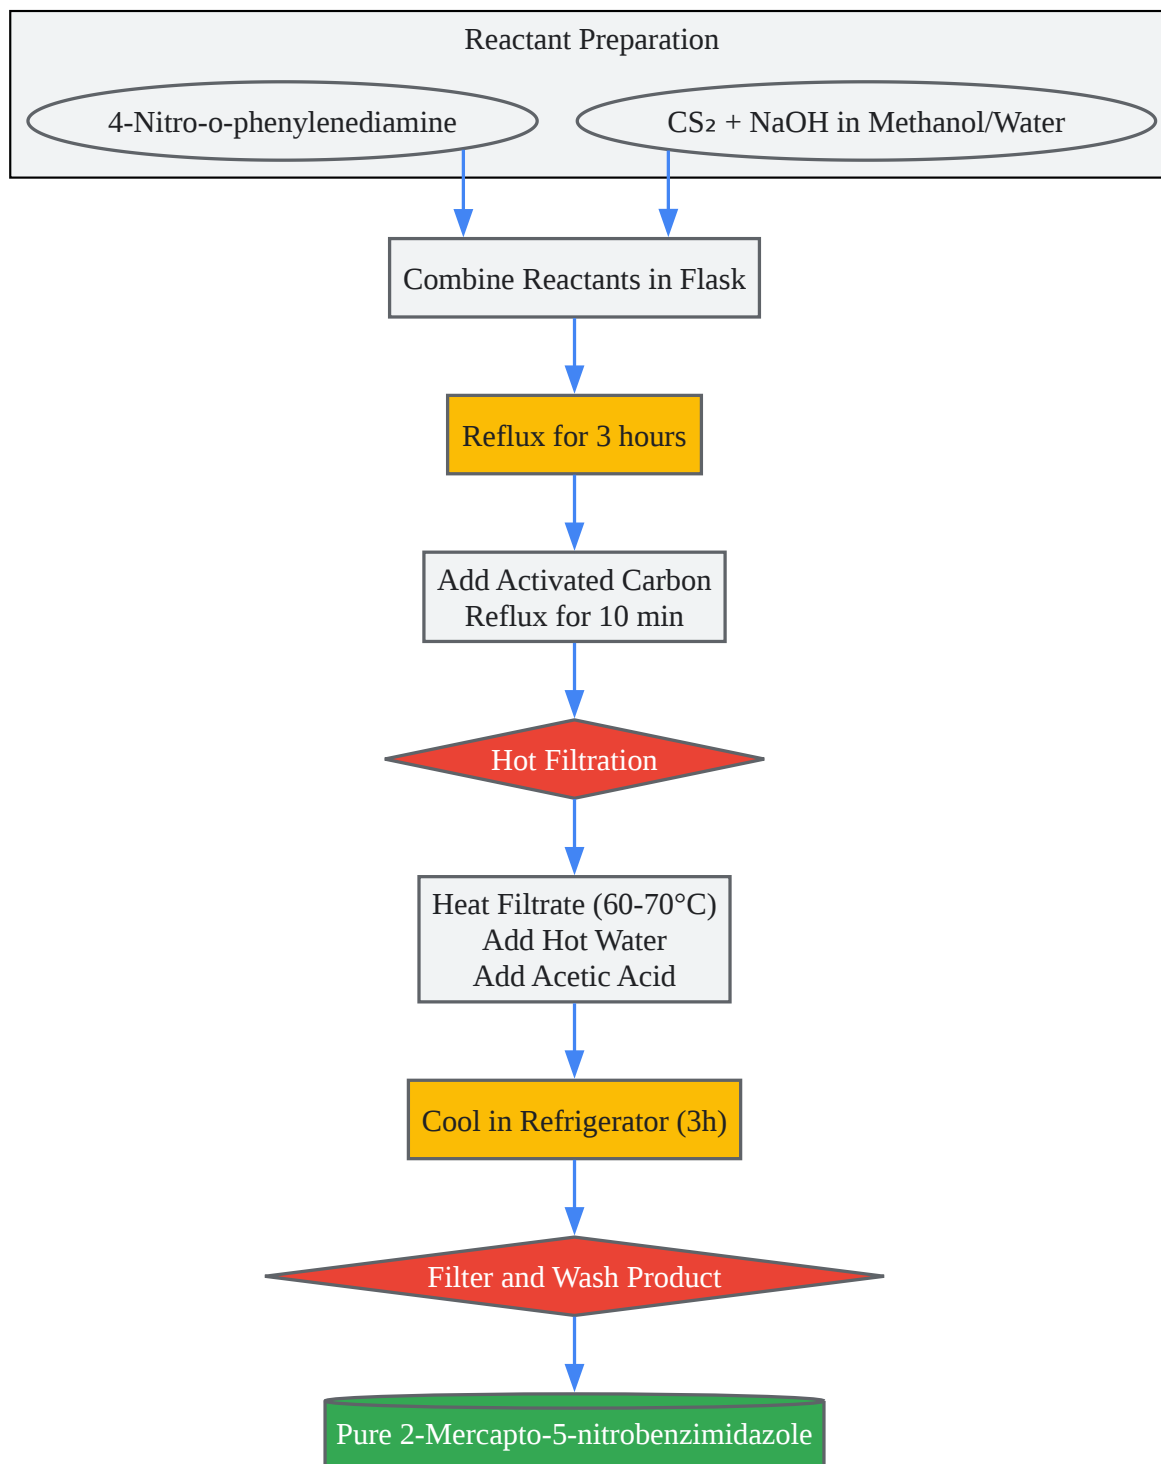 Reactant Preparation
4-Nitro-o-phenylenediamine
CS₂ + NaOH in Methanol/Water
Combine Reactants in Flask
Reflux for 3 hours
Add Activated Carbon
Reflux for 10 min
Hot Filtration
Heat Filtrate (60-70°C)
Add Hot Water
Add Acetic Acid
Cool in Refrigerator (3h)
Filter and Wash Product
Pure 2-Mercapto-5-nitrobenzimidazole